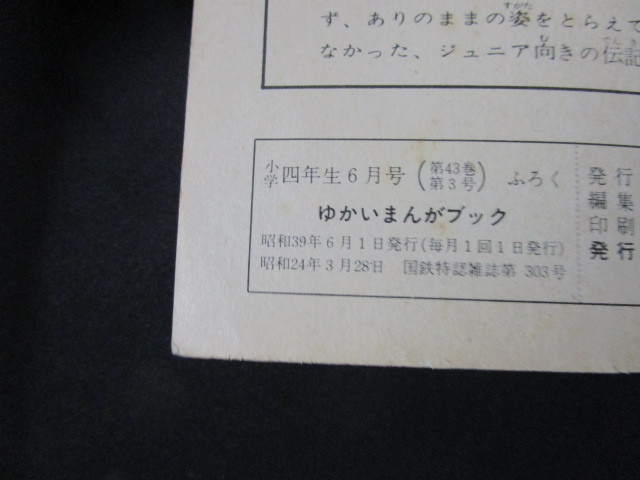 ず、ありのままの姿をとらえて
なかった、ジュニア向きの伝記
小学四年生6月号(第43巻第3号)ふろく
ゆかいまんがブック
昭和39年6月1日発行(毎月1回1日発行)
昭和24年3月28日 国鉄特認雑誌第303号
発行
編集
印刷
発行